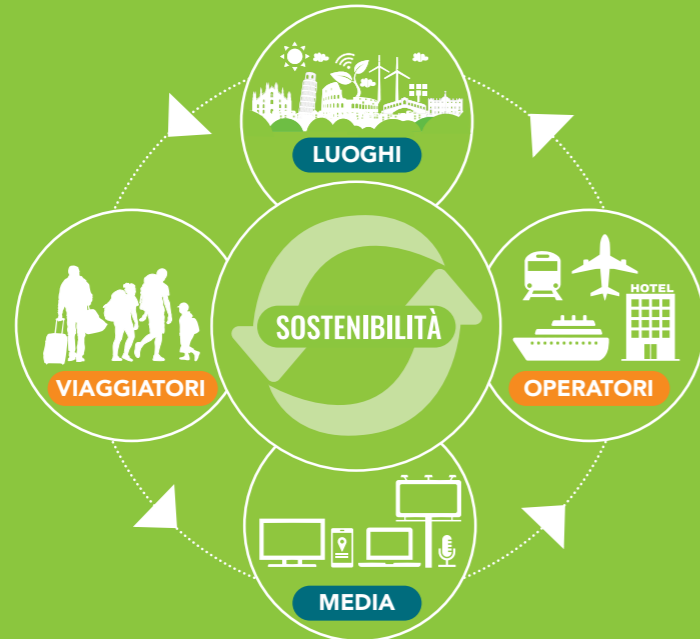 LUOGHI
SOSTENIBILITÀ
VIAGGIATORI
HOTEL
OPERATORI
MEDIA